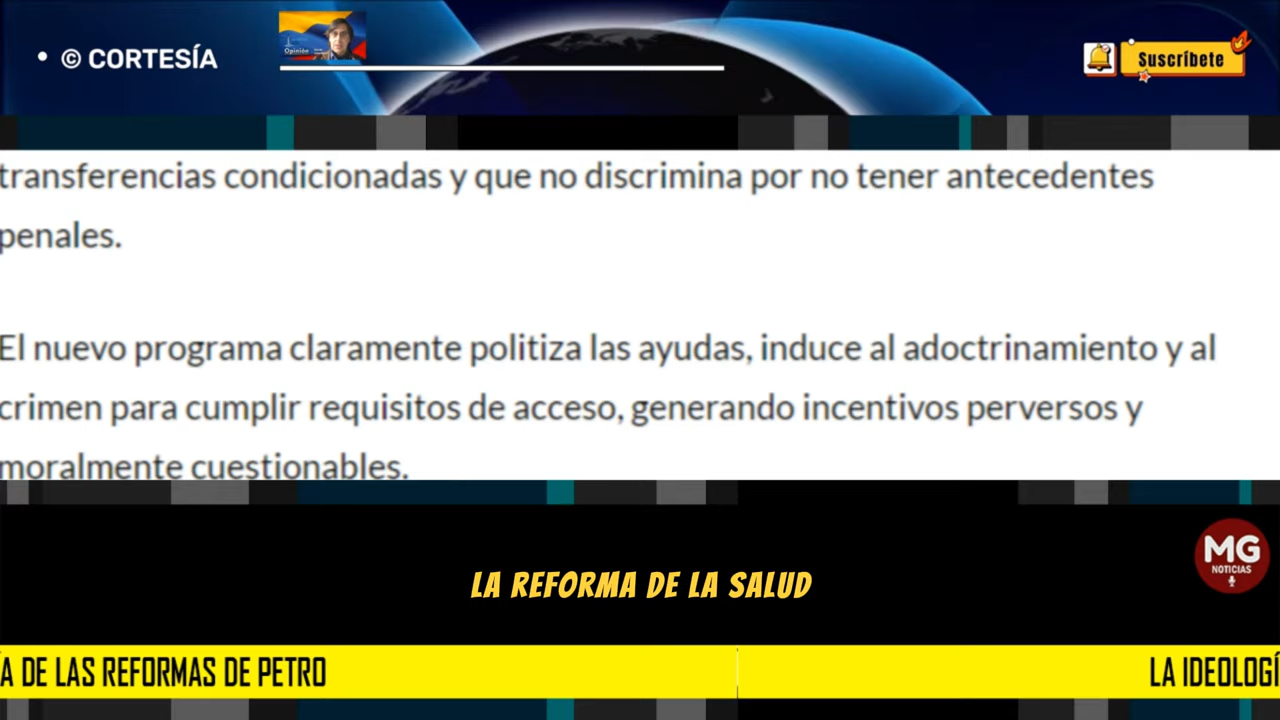 • © CORTESÍA
Opinión
Suscríbete
transferencias condicionadas y que no discrimina por no tener antecedentes
penales.
El nuevo programa claramente politiza las ayudas, induce al adoctrinamiento y al
crimen para cumplir requisitos de acceso, generando incentivos perversos y
moralmente cuestionables.
MG
NOTICIAS
LA REFORMA DE LA SALUD
ÍA DE LAS REFORMAS DE PETRO
LA IDEOLOGÍ